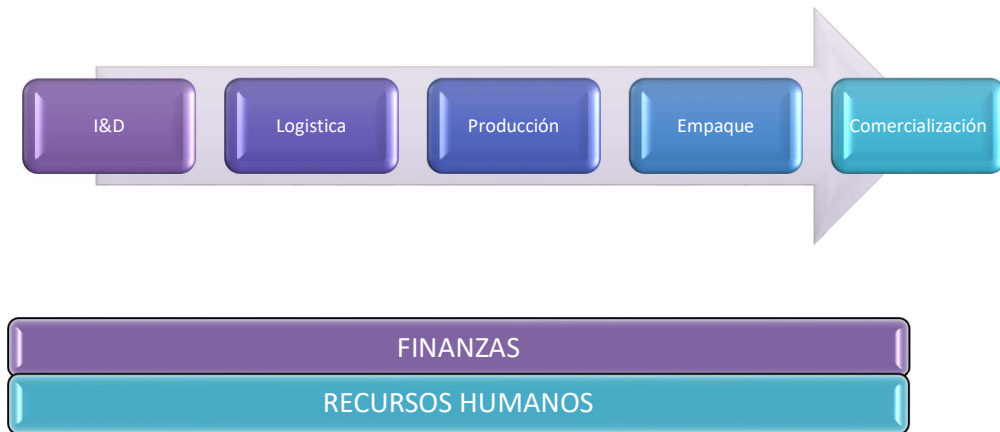 I&D
Logistica
Producción
Empaque
Comercialización
FINANZAS
RECURSOS HUMANOS